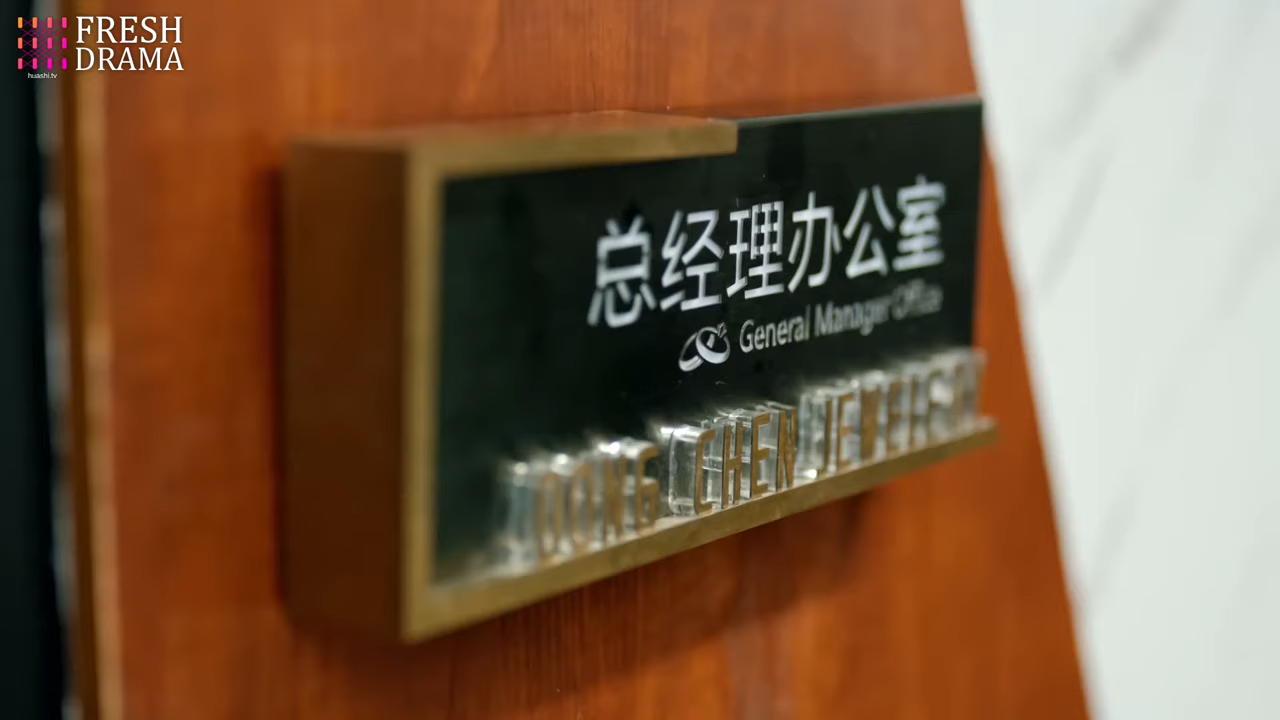 FRESH
DRAMA
huashi.tv
总经理办公室
General Manager Office
DONG CHEN JEWELRY